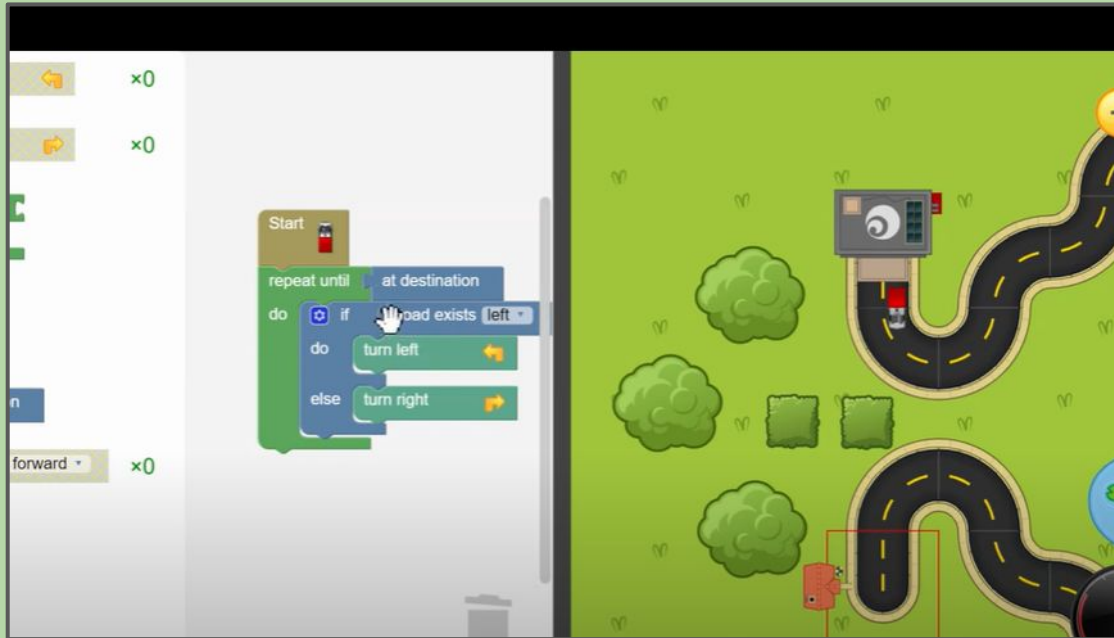 ×0
×0
Start
repeat until at destination
do if road exists left
do turn left
else turn right
n
forward ×0